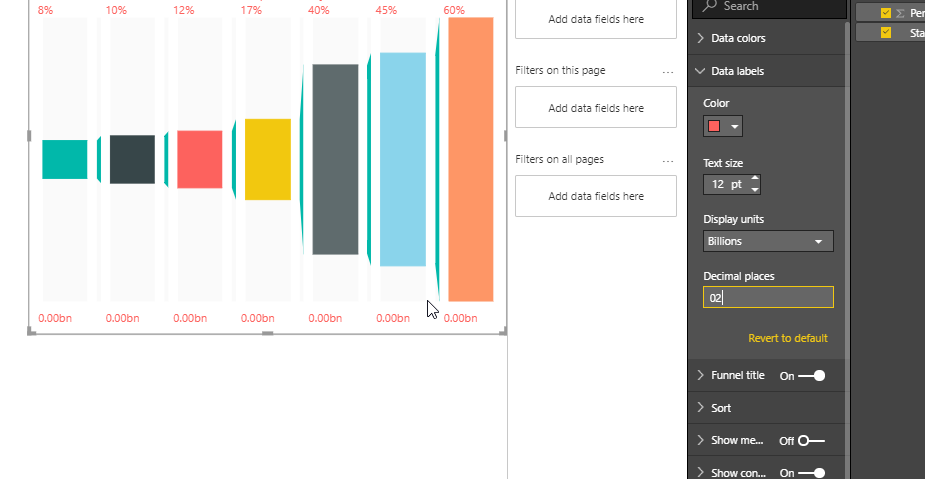 8% 10% 12% 17% 40% 45% 60%
0.00bn 0.00bn 0.00bn 0.00bn 0.00bn 0.00bn 0.00bn
Add data fields here
Filters on this page ...
Add data fields here
Filters on all pages ...
Add data fields here
Search
Data colors
Data labels
Color
Text size
12 pt
Display units
Billions
Decimal places
02
Revert to default
Funnel title On
Sort
Show me... Off
Show con... On
Σ Per
Sta